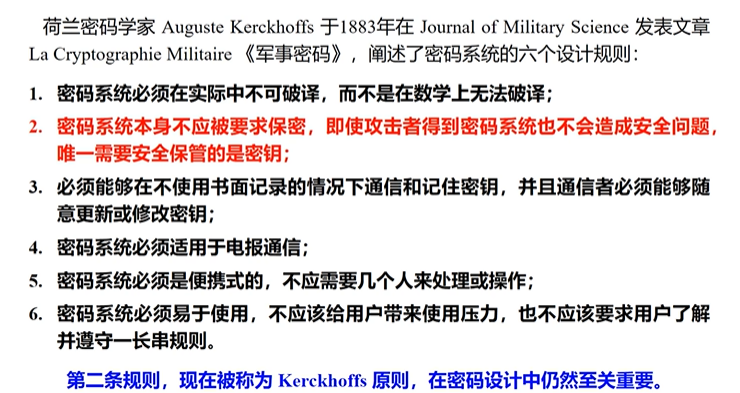 荷兰密码学家 Auguste Kerckhoffs 于1883年在 Journal of Military Science 发表文章
La Cryptographie Militaire 《军事密码》，阐述了密码系统的六个设计规则：
1. 密码系统必须在实际中不可破译，而不是在数学上无法破译；
2. 密码系统本身不应被要求保密，即使攻击者得到密码系统也不会造成安全问题，
唯一需要安全保管的是密钥；
3. 必须能够在不使用书面记录的情况下通信和记住密钥，并且通信者必须能够随
意更新或修改密钥；
4. 密码系统必须适用于电报通信；
5. 密码系统必须是便携式的，不应需要几个人来处理或操作；
6. 密码系统必须易于使用，不应该给用户带来使用压力，也不应该要求用户了解
并遵守一长串规则。
第二条规则，现在被称为 Kerckhoffs 原则，在密码设计中仍然至关重要。